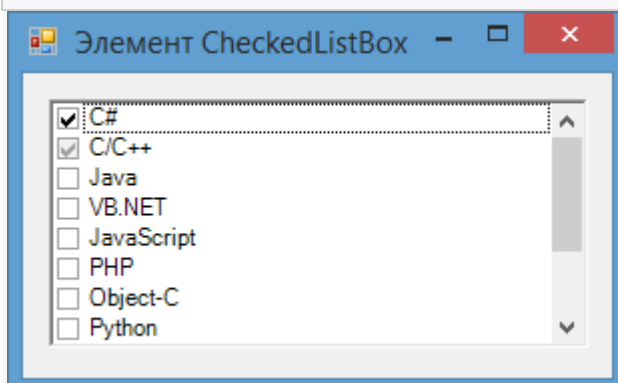 Элемент CheckedListBox
C#
C/C++
Java
VB.NET
JavaScript
PHP
Object-C
Python